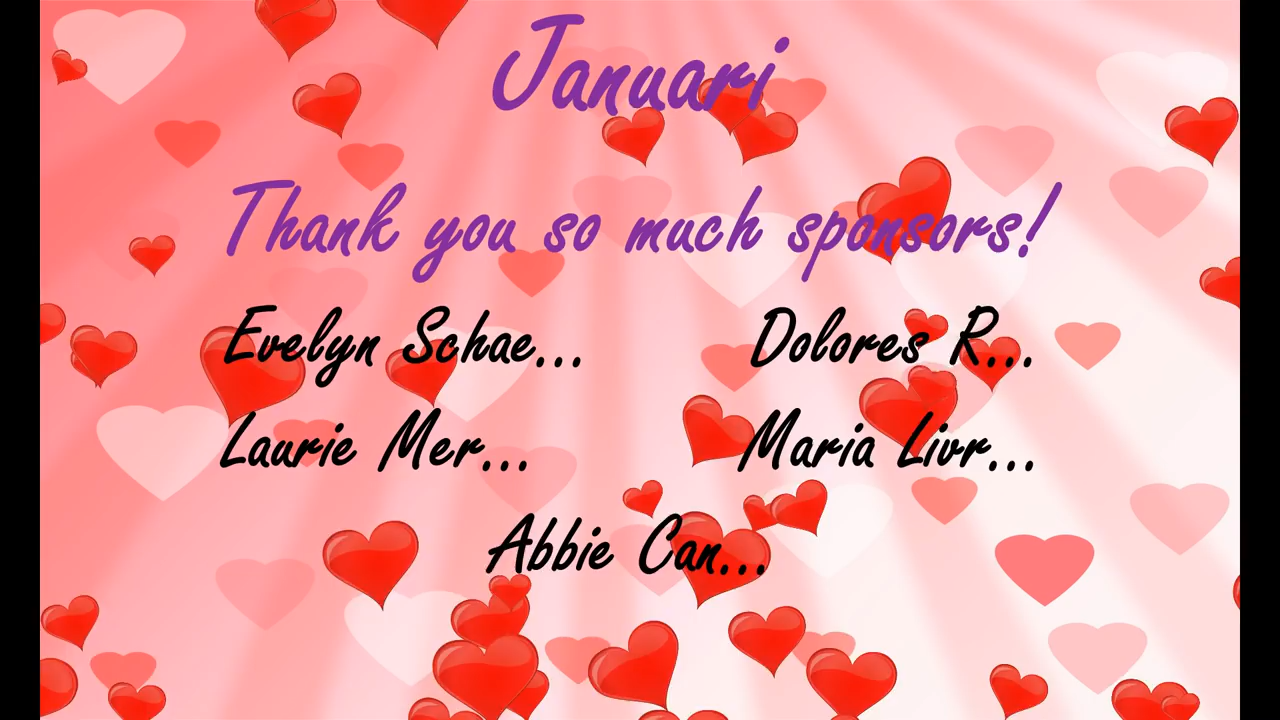 Januari
Thank you so much sponsors!
Evelyn Schae... Dolores R...
Laurie Mer... Maria Livr...
Abbie Can...